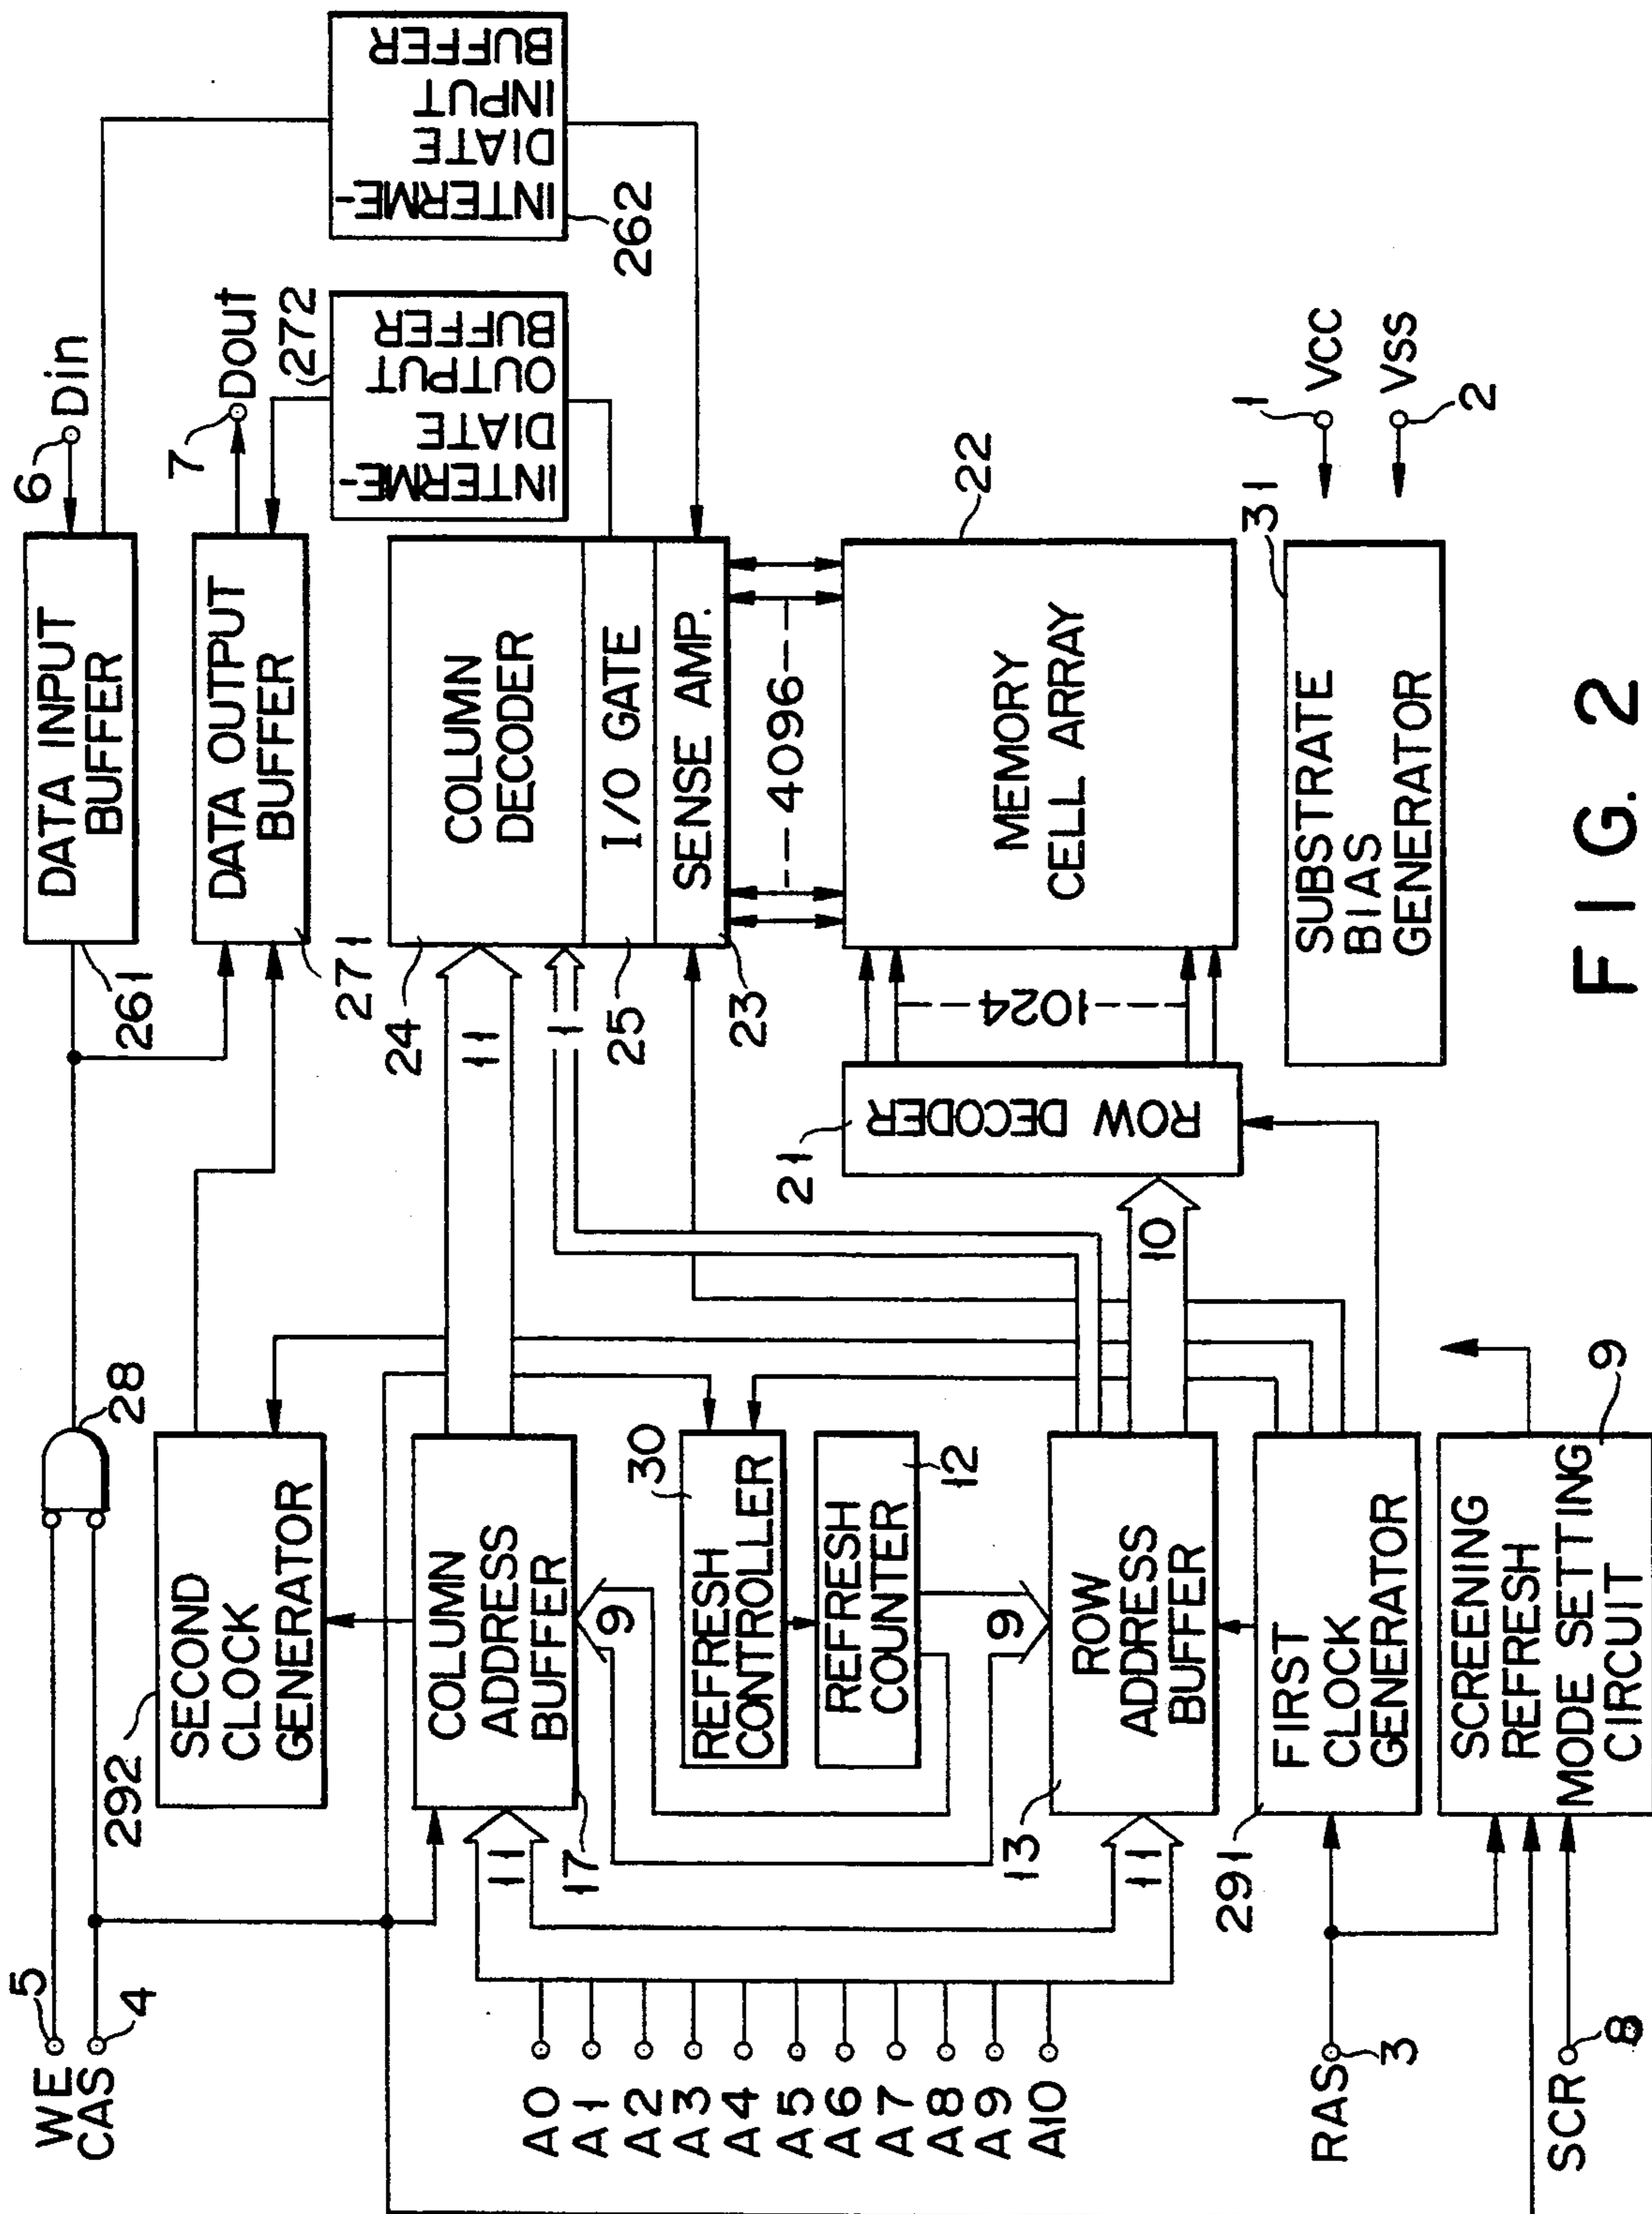 WE
5
CAS
4
28
DATA INPUT
BUFFER
261
6
Din
292
SECOND
CLOCK
GENERATOR
DATA OUTPUT
BUFFER
271
7
Dout
272
INTERME-
DIATE
OUTPUT
BUFFER
INTERME-
DIATE
INPUT
BUFFER
262
COLUMN
ADDRESS
BUFFER
17
11
9
11
24
COLUMN
DECODER
1
25
I/O GATE
23
SENSE AMP.
4096
30
REFRESH
CONTROLLER
12
REFRESH
COUNTER
9
A0
A1
A2
A3
A4
A5
A6
A7
A8
A9
A10
13
11
ROW
ADDRESS
BUFFER
10
21
ROW DECODER
1024
22
MEMORY
CELL ARRAY
RAS
3
291
FIRST
CLOCK
GENERATOR
SCR
8
SCREENING
REFRESH
MODE SETTING
CIRCUIT
9
31
SUBSTRATE
BIAS
GENERATOR
1
VCC
VSS
2
FIG. 2